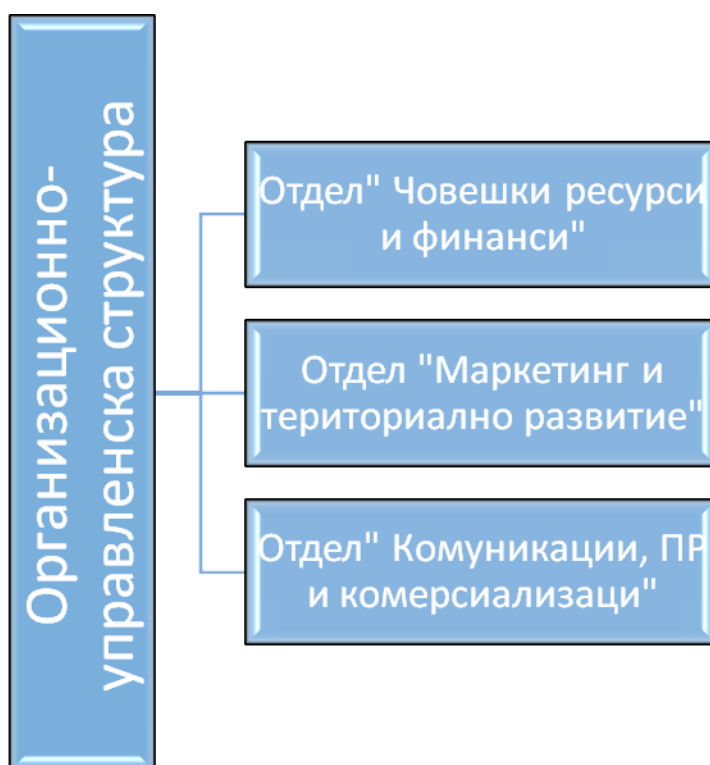 Организационно-
управленска структура
Отдел" Човешки ресурси
и финанси"
Отдел "Маркетинг и
териториално развитие"
Отдел" Комуникации, ПР
и комерсиализаци"